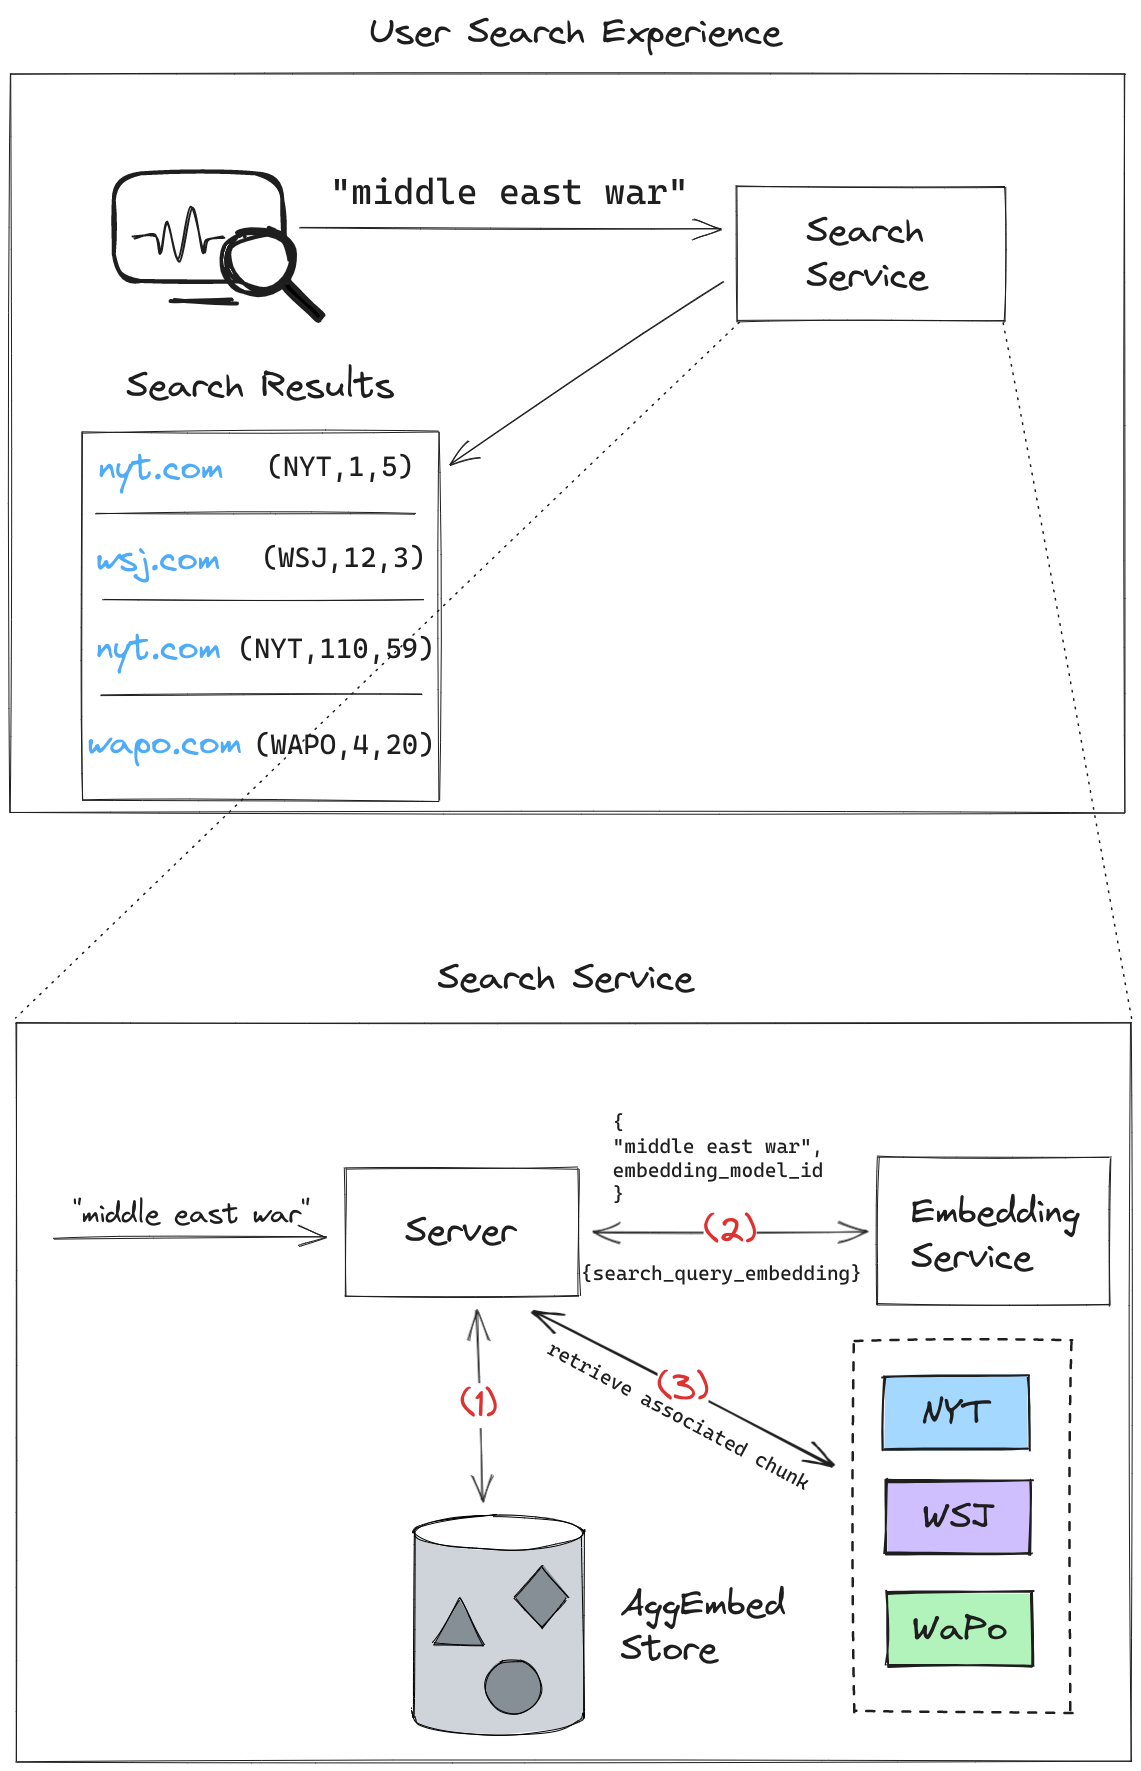 User Search Experience
"middle east war"
Search
Service
Search Results
nyt.com (NYT,1,5)
wsj.com (WSJ,12,3)
nyt.com (NYT,110,59)
wapo.com (WAPO,4,20)
Search Service
{
"middle east war",
embedding_model_id
}
"middle east war"
Server
(2)
Embedding
Service
{search_query_embedding}
(1)
(3)
retrieve associated chunk
NYT
WSJ
WaPo
AggEmbed
Store